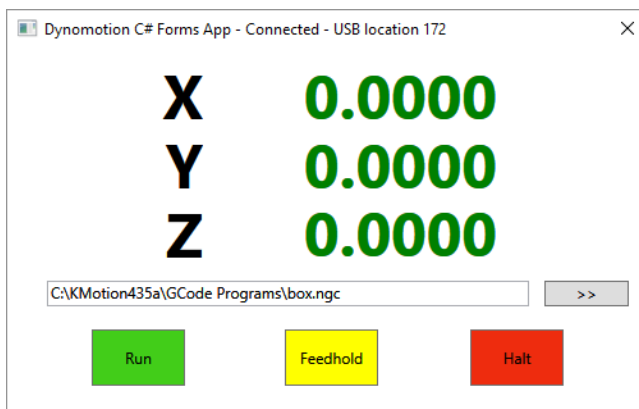 Dynomotion C# Forms App - Connected - USB location 172
X 0.0000
Y 0.0000
Z 0.0000
C:\KMotion435a\GCode Programs\box.ngc >>
Run Feedhold Halt